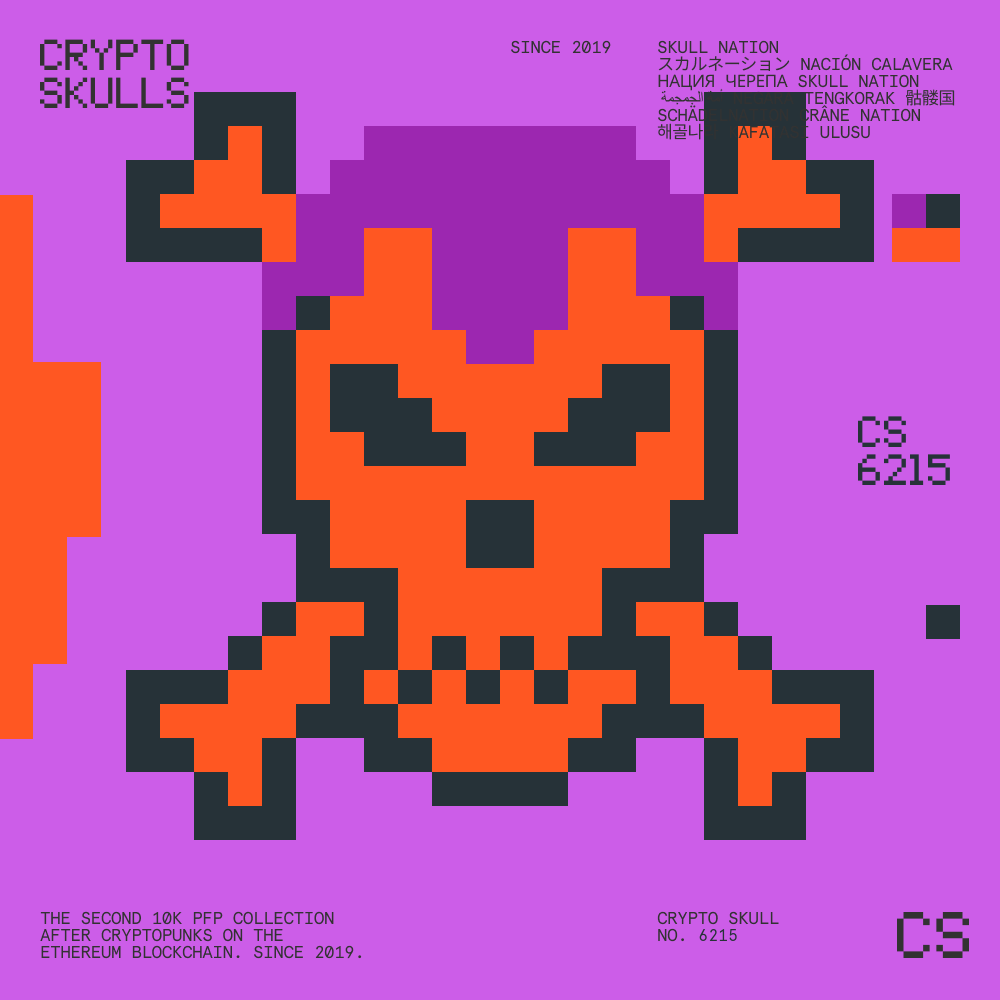 CRYPTO
SKULLS
SINCE 2019
SKULL NATION
スカルネーション NACIÓN CALAVERA
НАЦИЯ ЧЕРЕПА SKULL NATION
الجمجمة TENGKORAK 骷髅国
CRÂNE NATION
ULUSU
CS
6215
THE SECOND 10K PFP COLLECTION
AFTER CRYPTOPUNKS ON THE
ETHEREUM BLOCKCHAIN. SINCE 2019.
CRYPTO SKULL
NO. 6215
CS